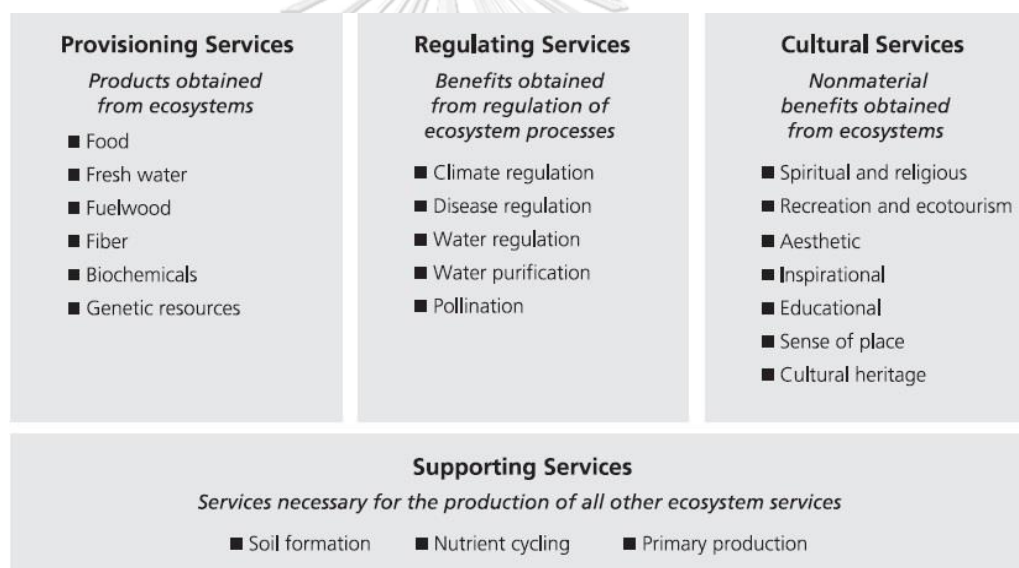 Provisioning Services
Products obtained
from ecosystems
■ Food
■ Fresh water
■ Fuelwood
■ Fiber
■ Biochemicals
■ Genetic resources
Regulating Services
Benefits obtained
from regulation of
ecosystem processes
■ Climate regulation
■ Disease regulation
■ Water regulation
■ Water purification
■ Pollination
Cultural Services
Nonmaterial
benefits obtained
from ecosystems
■ Spiritual and religious
■ Recreation and ecotourism
■ Aesthetic
■ Inspirational
■ Educational
■ Sense of place
■ Cultural heritage
Supporting Services
Services necessary for the production of all other ecosystem services
■ Soil formation ■ Nutrient cycling ■ Primary production